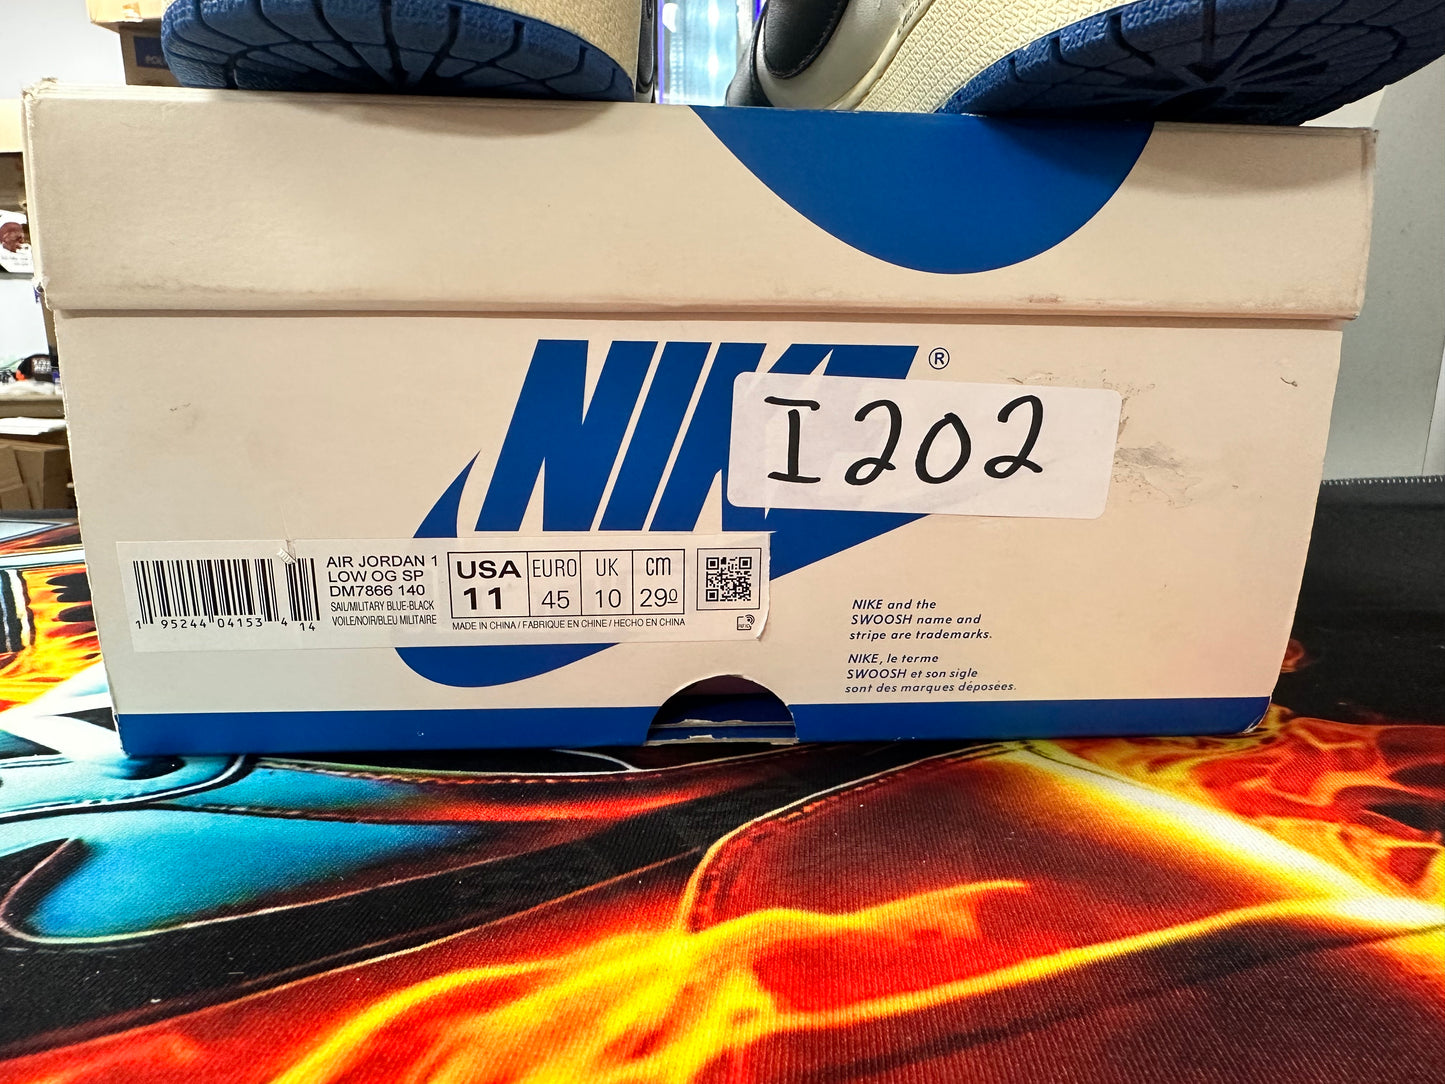 NIKE ®
I202
AIR JORDAN 1
LOW OG SP
DM7866 140
SAIL/MILITARY BLUE-BLACK
VOILE/NOIR/BLEU MILITAIRE
USA
11
EURO
45
UK
10
cm
290
MADE IN CHINA / FABRIQUE EN CHINE / HECHO EN CHINA
1 95244 04153 4
14
NIKE and the
SWOOSH name and
stripe are trademarks.
NIKE, le terme
SWOOSH et son sigle
sont des marques déposées.